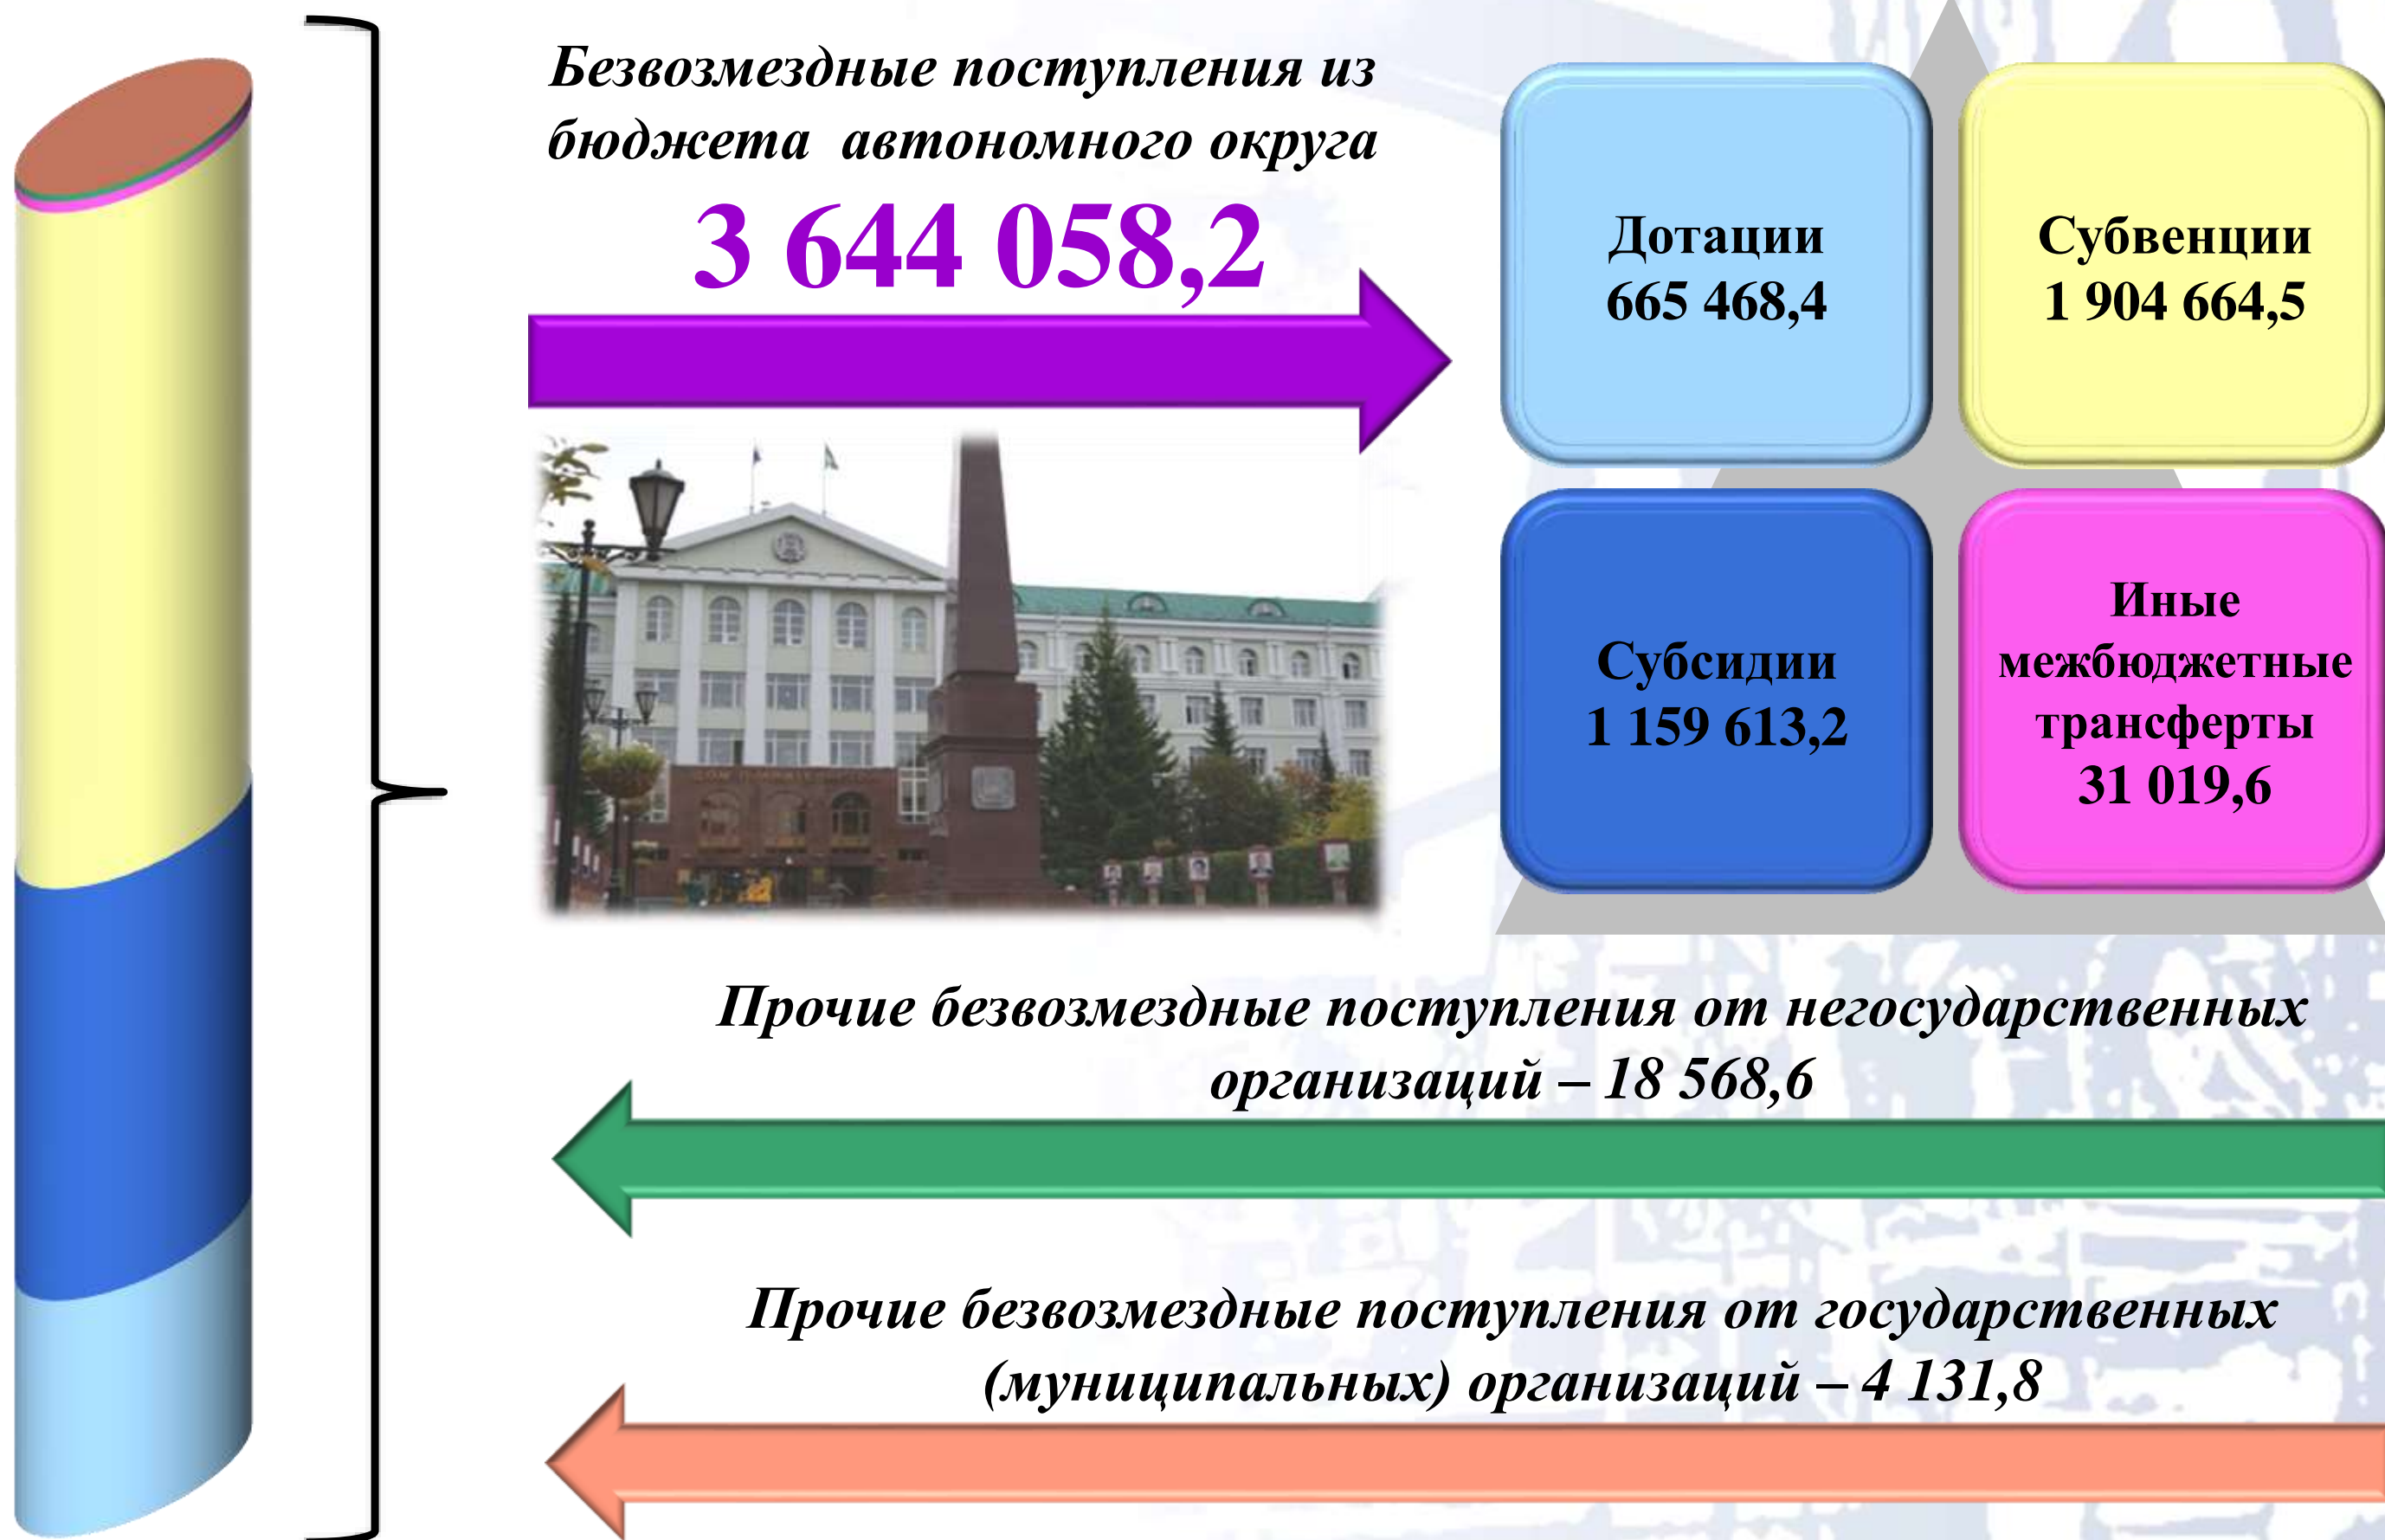 Безвозмездные поступления из
бюджета автономного округа
3 644 058,2
Дотации
665 468,4
Субвенции
1 904 664,5
Субсидии
1 159 613,2
Иные
межбюджетные
трансферты
31 019,6
Прочие безвозмездные поступления от негосударственных
организаций – 18 568,6
Прочие безвозмездные поступления от государственных
(муниципальных) организаций – 4 131,8